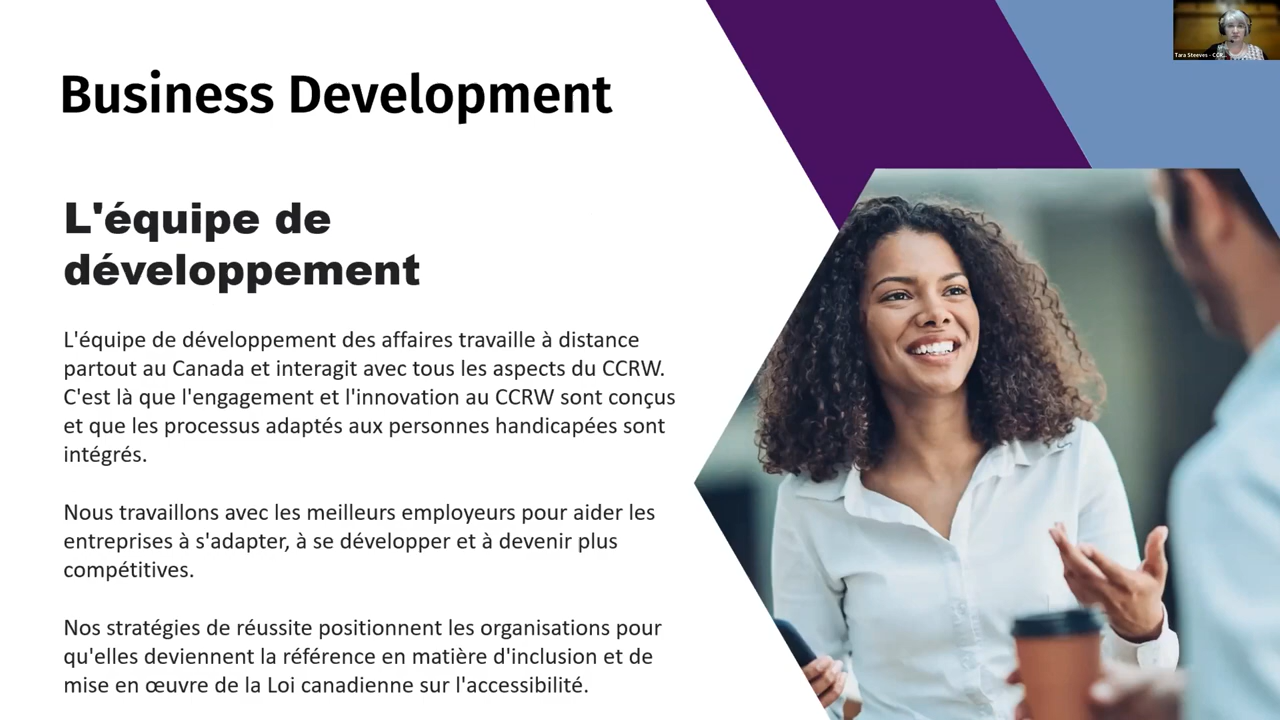 Business Development
L'équipe de
développement
L'équipe de développement des affaires travaille à distance
partout au Canada et interagit avec tous les aspects du CCRW.
C'est là que l'engagement et l'innovation au CCRW sont conçus
et que les processus adaptés aux personnes handicapées sont
intégrés.
Nous travaillons avec les meilleurs employeurs pour aider les
entreprises à s'adapter, à se développer et à devenir plus
compétitives.
Nos stratégies de réussite positionnent les organisations pour
qu'elles deviennent la référence en matière d'inclusion et de
mise en œuvre de la Loi canadienne sur l'accessibilité.
Tara Steeves -